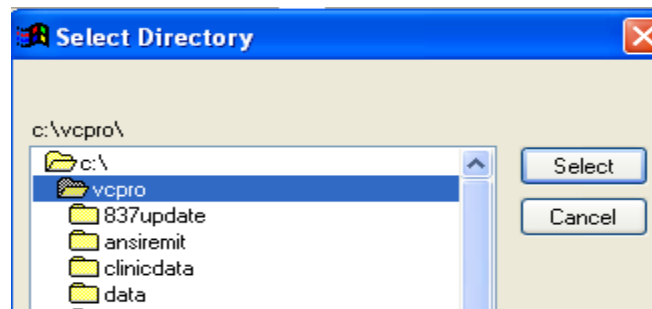 Select Directory
c:\vcpro\
c:\
Select
vcpro
837update
Cancel
ansiremit
clinicdata
data